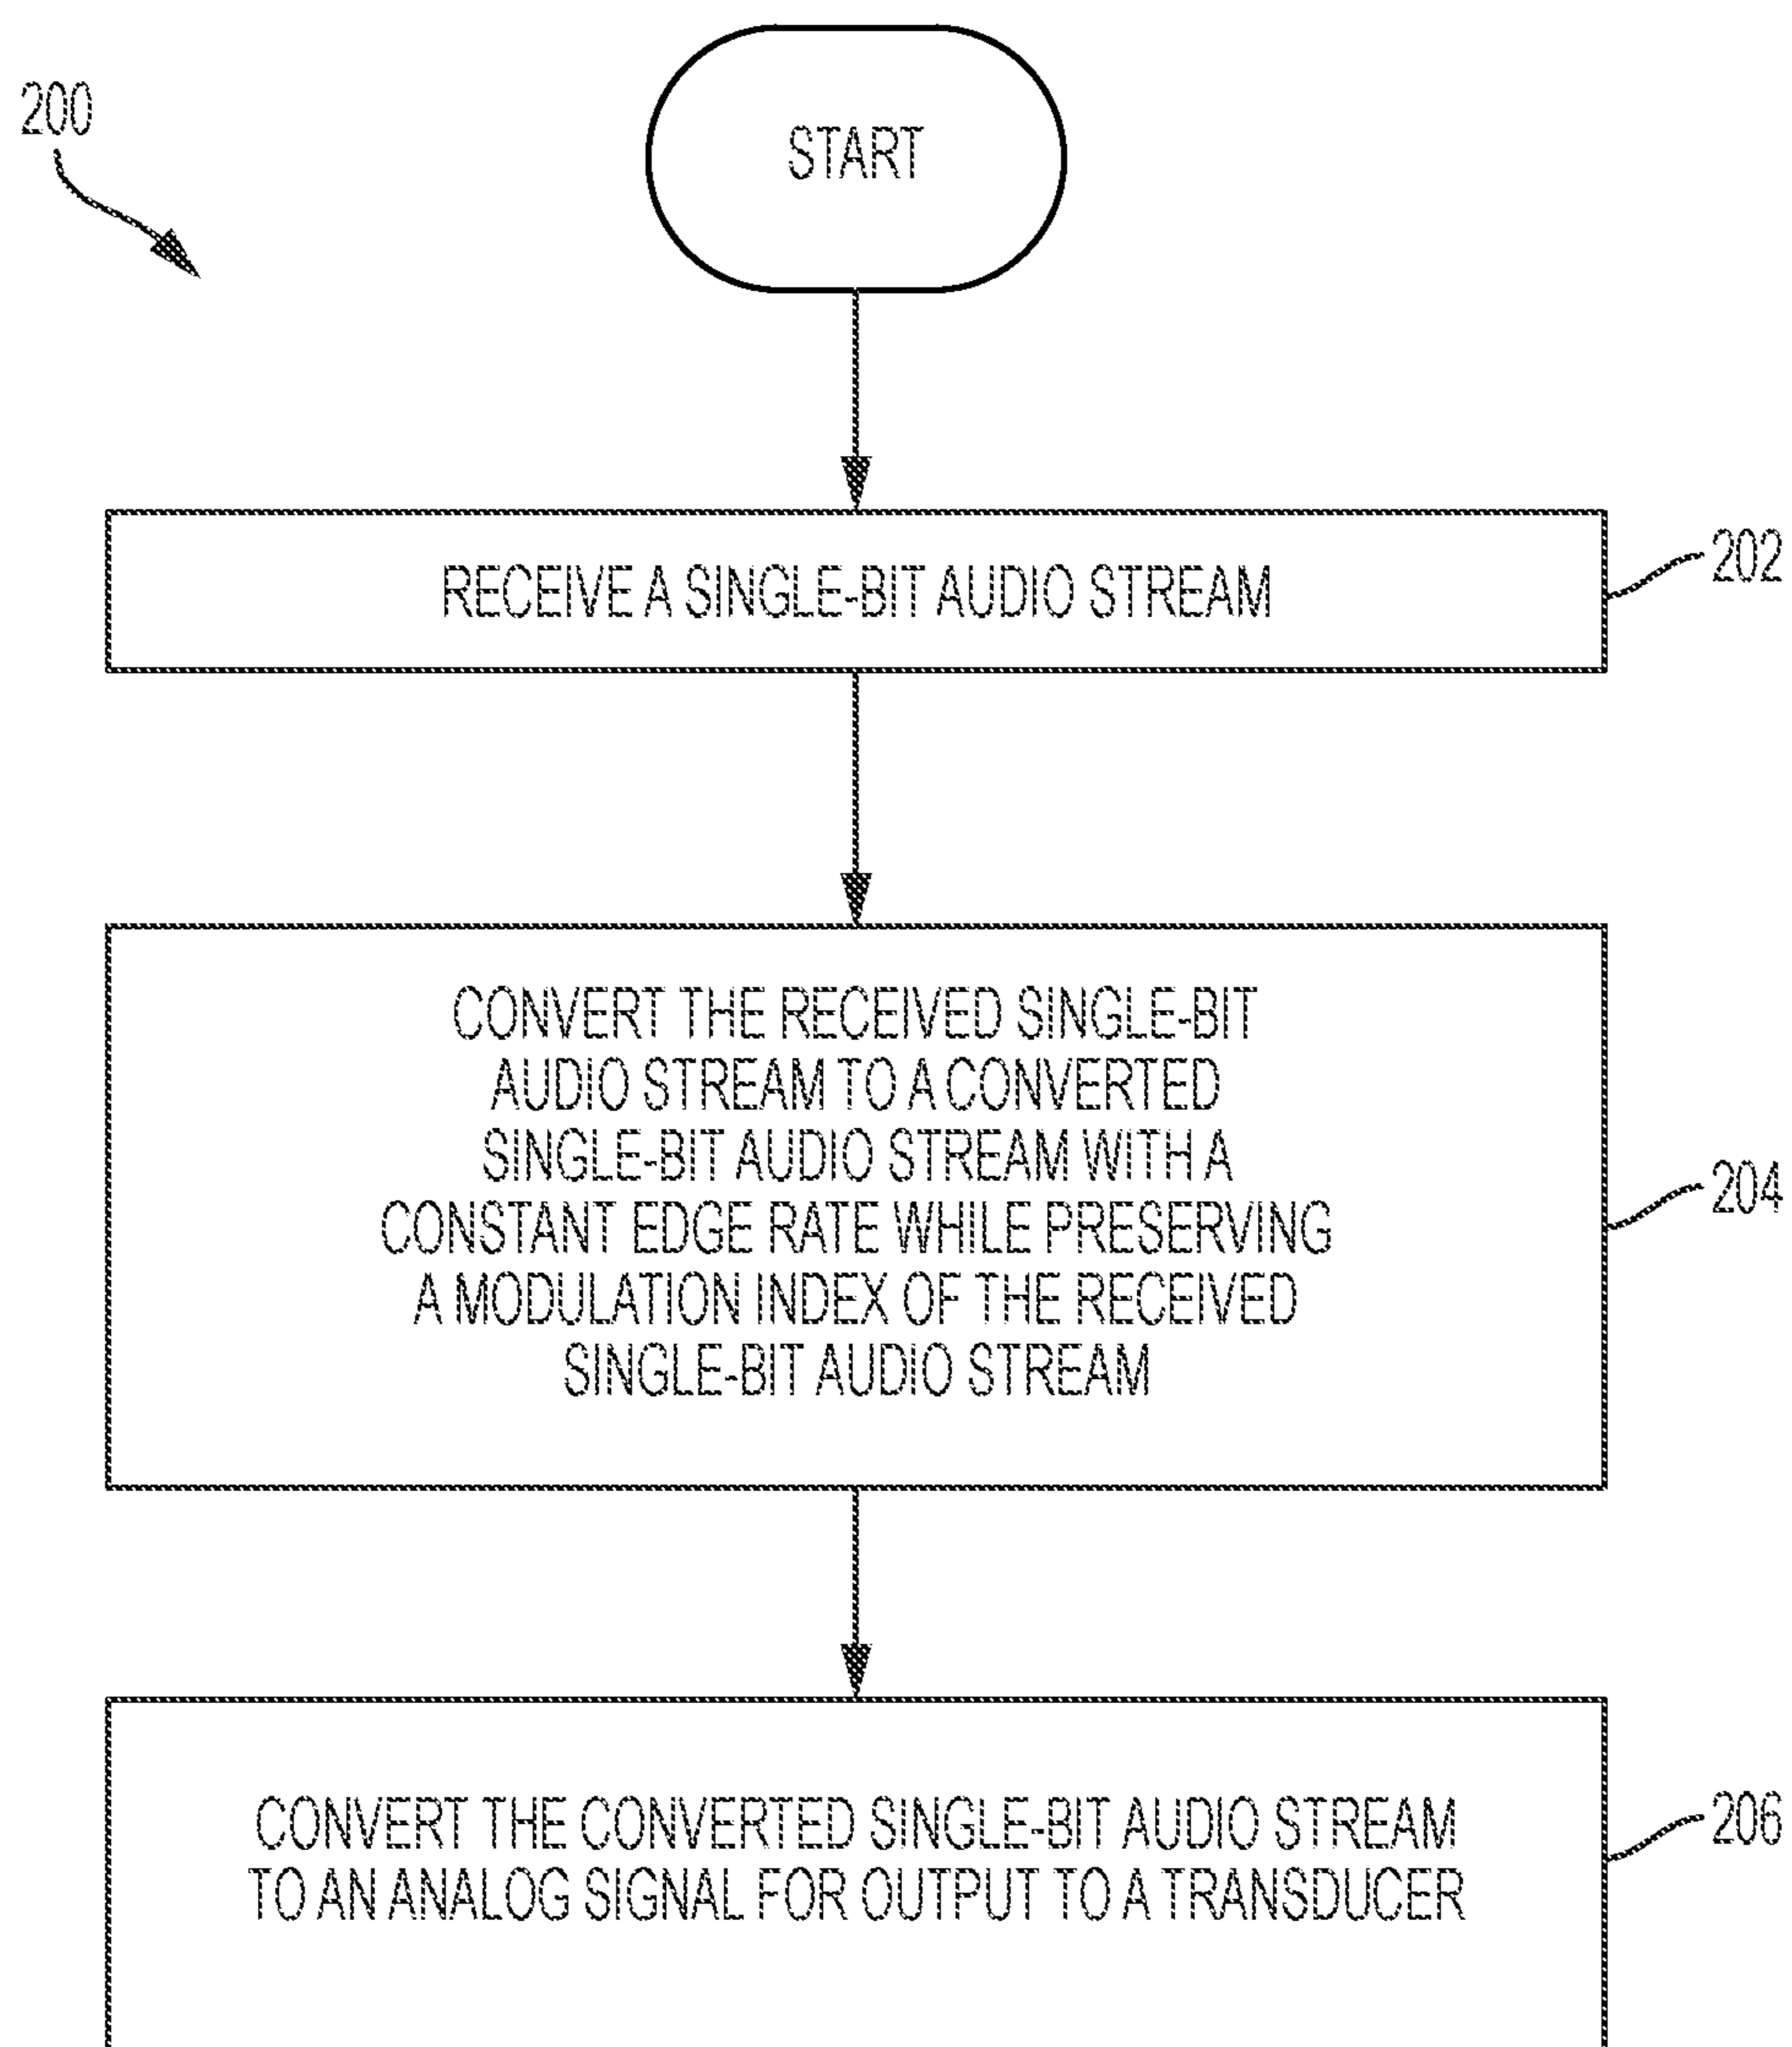 200
START
RECEIVE A SINGLE-BIT AUDIO STREAM
202
CONVERT THE RECEIVED SINGLE-BIT
AUDIO STREAM TO A CONVERTED
SINGLE-BIT AUDIO STREAM WITH A
CONSTANT EDGE RATE WHILE PRESERVING
A MODULATION INDEX OF THE RECEIVED
SINGLE-BIT AUDIO STREAM
204
CONVERT THE CONVERTED SINGLE-BIT AUDIO STREAM
TO AN ANALOG SIGNAL FOR OUTPUT TO A TRANSDUCER
206